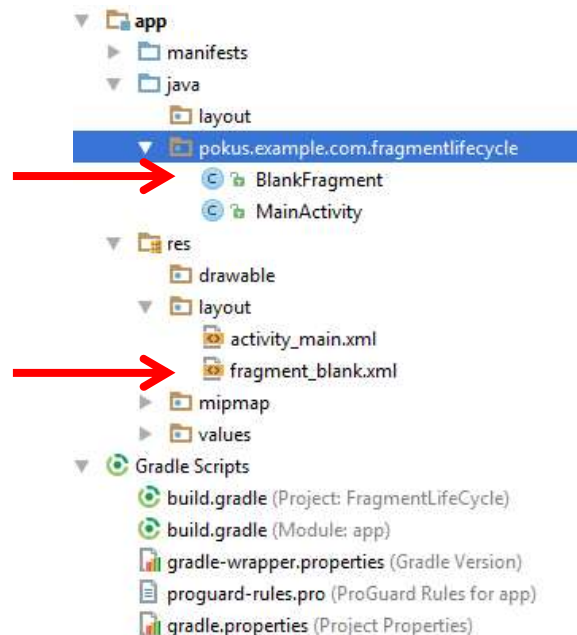 app
manifests
java
layout
pokus.example.com.fragmentlifecycle
BlankFragment
MainActivity
res
drawable
layout
activity_main.xml
fragment_blank.xml
mipmap
values
Gradle Scripts
build.gradle (Project: FragmentLifeCycle)
build.gradle (Module: app)
gradle-wrapper.properties (Gradle Version)
proguard-rules.pro (ProGuard Rules for app)
gradle.properties (Project Properties)